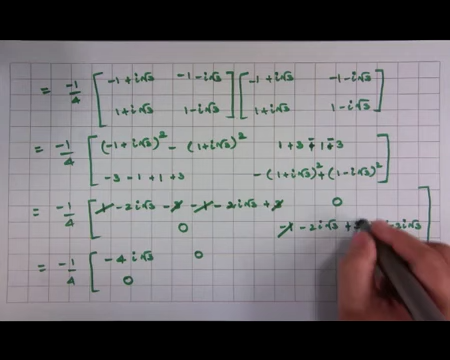 = -1/4 [ -1+i√3 -1-i√3 ; 1+i√3 1-i√3 ] [ -1+i√3 -1-i√3 ; 1+i√3 1-i√3 ]
= -1/4 [ (-1+i√3)² - (1+i√3)² 1+3 1 3 ; -3-1+1+3 -(1+i√3)²+(1-i√3)² ]
= -1/4 [ 1-2i√3-3-1-2i√3+3 0 ; 0 -1-2i√3+ 2i√3 ]
= -1/4 [ -4i√3 0 ; 0